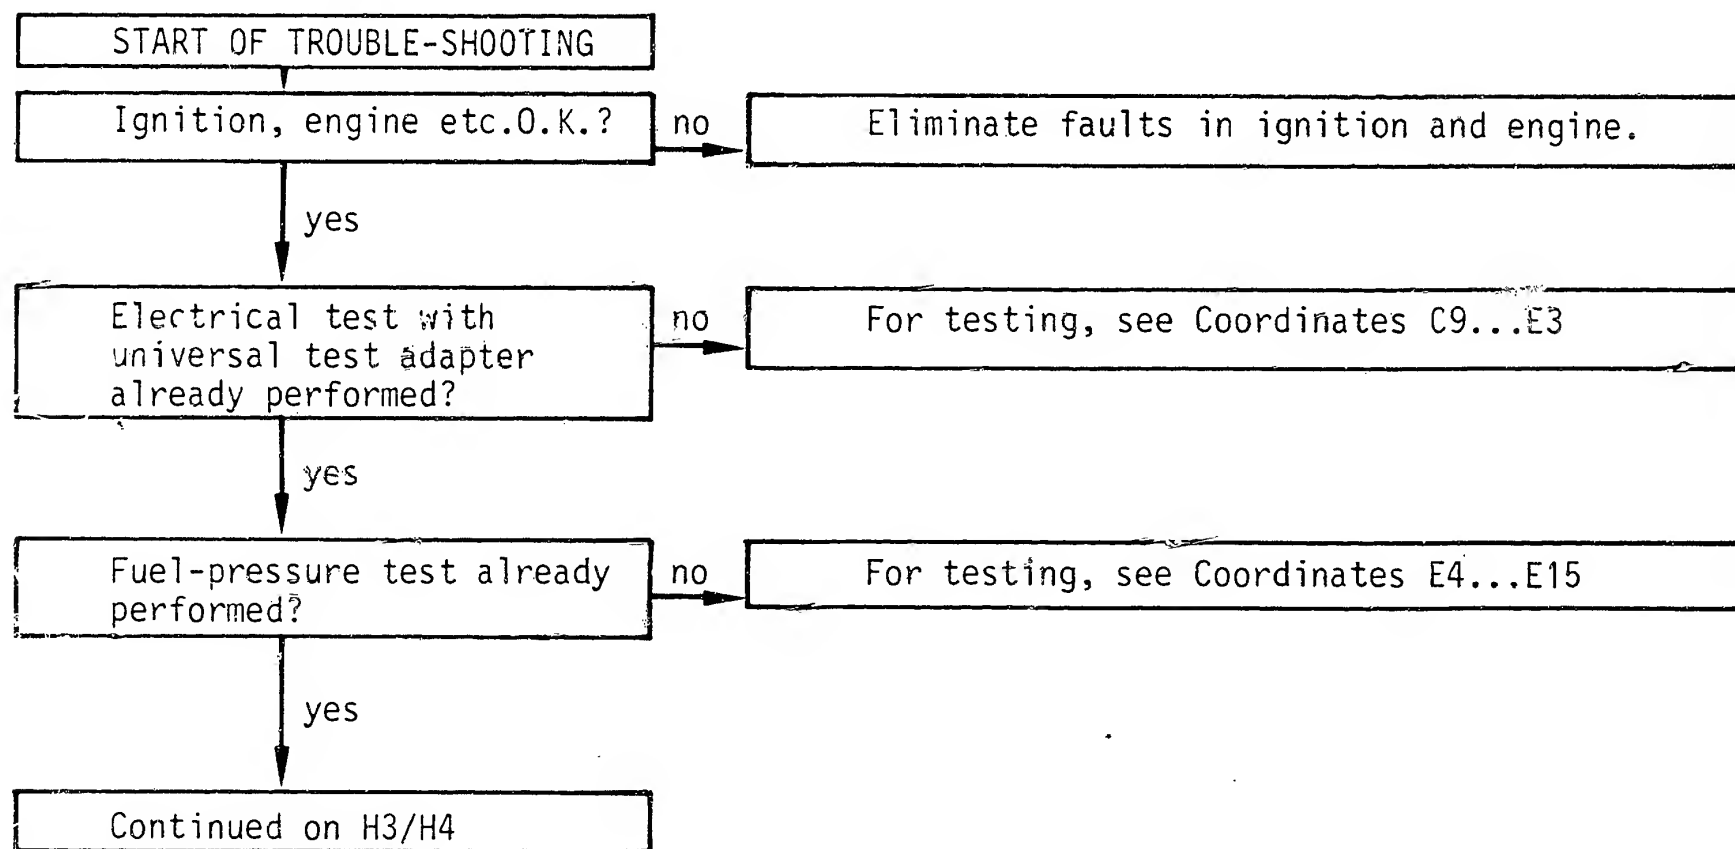 START OF TROUBLE-SHOOTING
Ignition, engine etc.O.K.?
no
Eliminate faults in ignition and engine.
yes
Electrical test with
universal test adapter
already performed?
no
For testing, see Coordinates C9...E3
yes
Fuel-pressure test already
performed?
no
For testing, see Coordinates E4...E15
yes
Continued on H3/H4